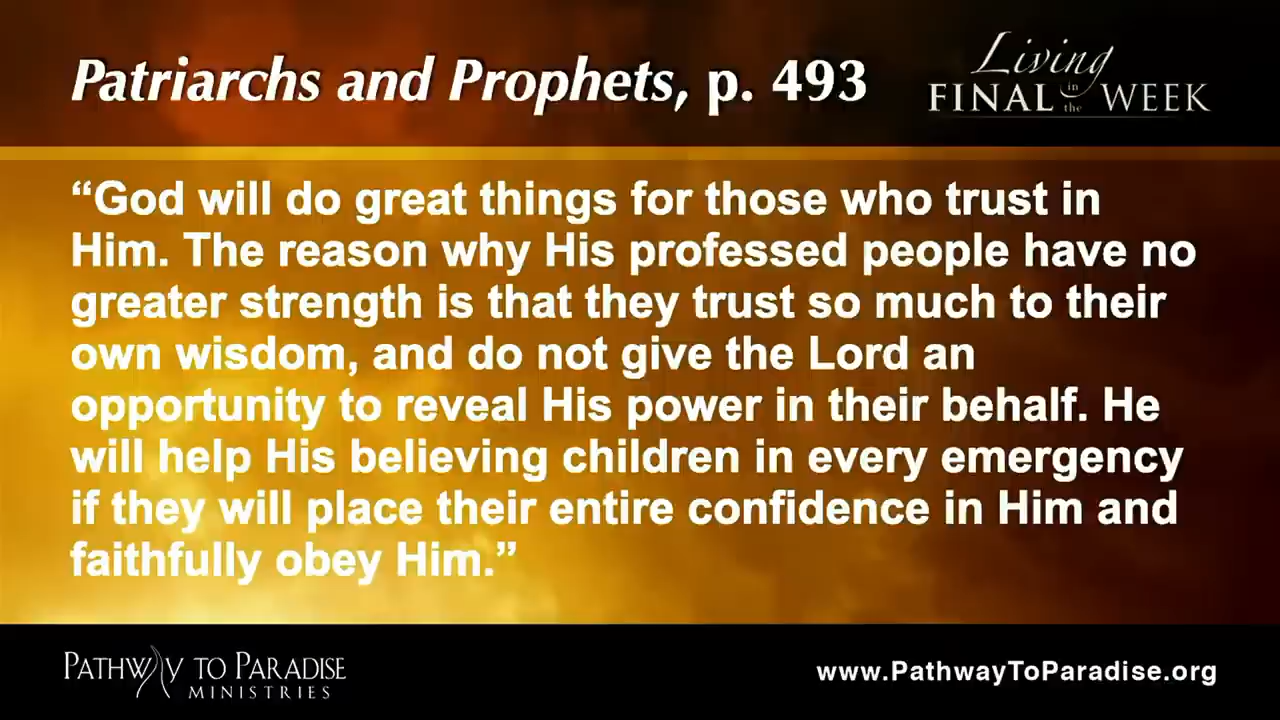 Patriarchs and Prophets, p. 493
Living
FINAL in the WEEK
“God will do great things for those who trust in
Him. The reason why His professed people have no
greater strength is that they trust so much to their
own wisdom, and do not give the Lord an
opportunity to reveal His power in their behalf. He
will help His believing children in every emergency
if they will place their entire confidence in Him and
faithfully obey Him.”
PATHWAY TO PARADISE
MINISTRIES
www.PathwayToParadise.org